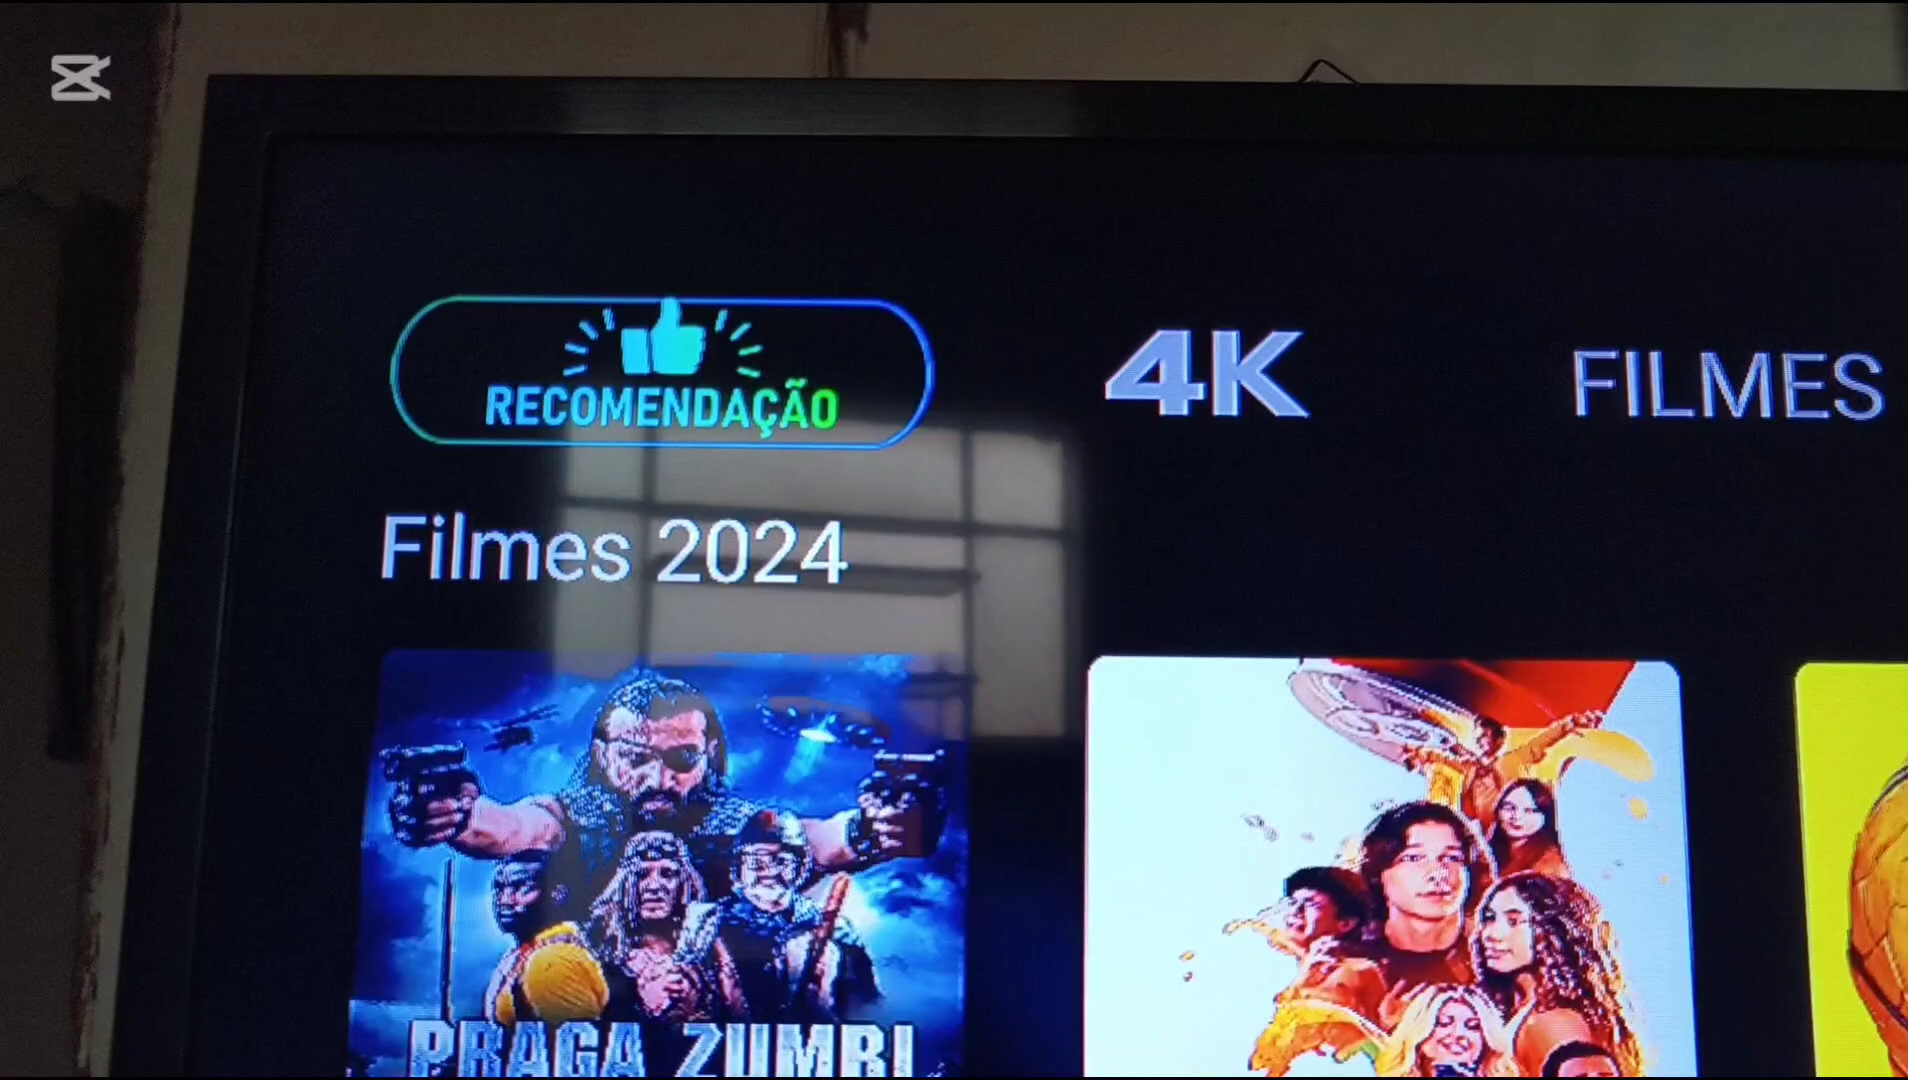 RECOMENDAÇÃO
4K
FILMES
Filmes 2024
PRAGA ZUMBI